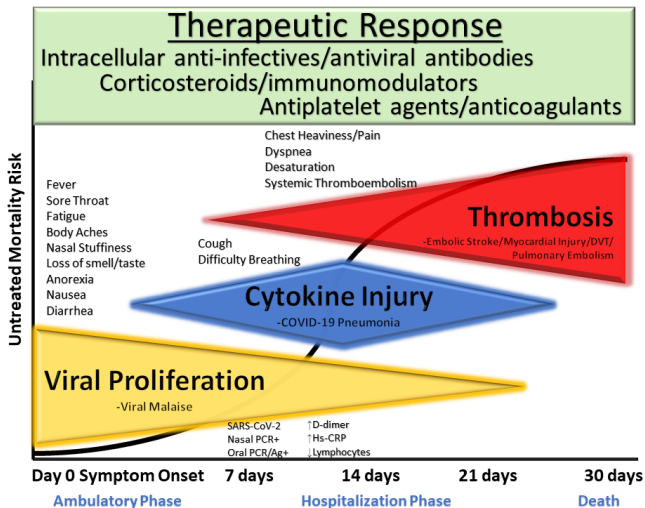 Therapeutic Response
Intracellular anti-infectives/antiviral antibodies
Corticosteroids/immunomodulators
Antiplatelet agents/anticoagulants
Untreated Mortality Risk
Chest Heaviness/Pain
Dyspnea
Desaturation
Systemic Thromboembolism
Fever
Sore Throat
Fatigue
Body Aches
Nasal Stuffiness
Loss of smell/taste
Anorexia
Nausea
Diarrhea
Thrombosis
-Embolic Stroke/Myocardial Injury/DVT/
Pulmonary Embolism
Cough
Difficulty Breathing
Cytokine Injury
-COVID-19 Pneumonia
Viral Proliferation
-Viral Malaise
SARS-CoV-2
Nasal PCR+
Oral PCR/Ag+
↑D-dimer
↑Hs-CRP
↓Lymphocytes
Day 0 Symptom Onset 7 days 14 days 21 days 30 days
Ambulatory Phase Hospitalization Phase Death